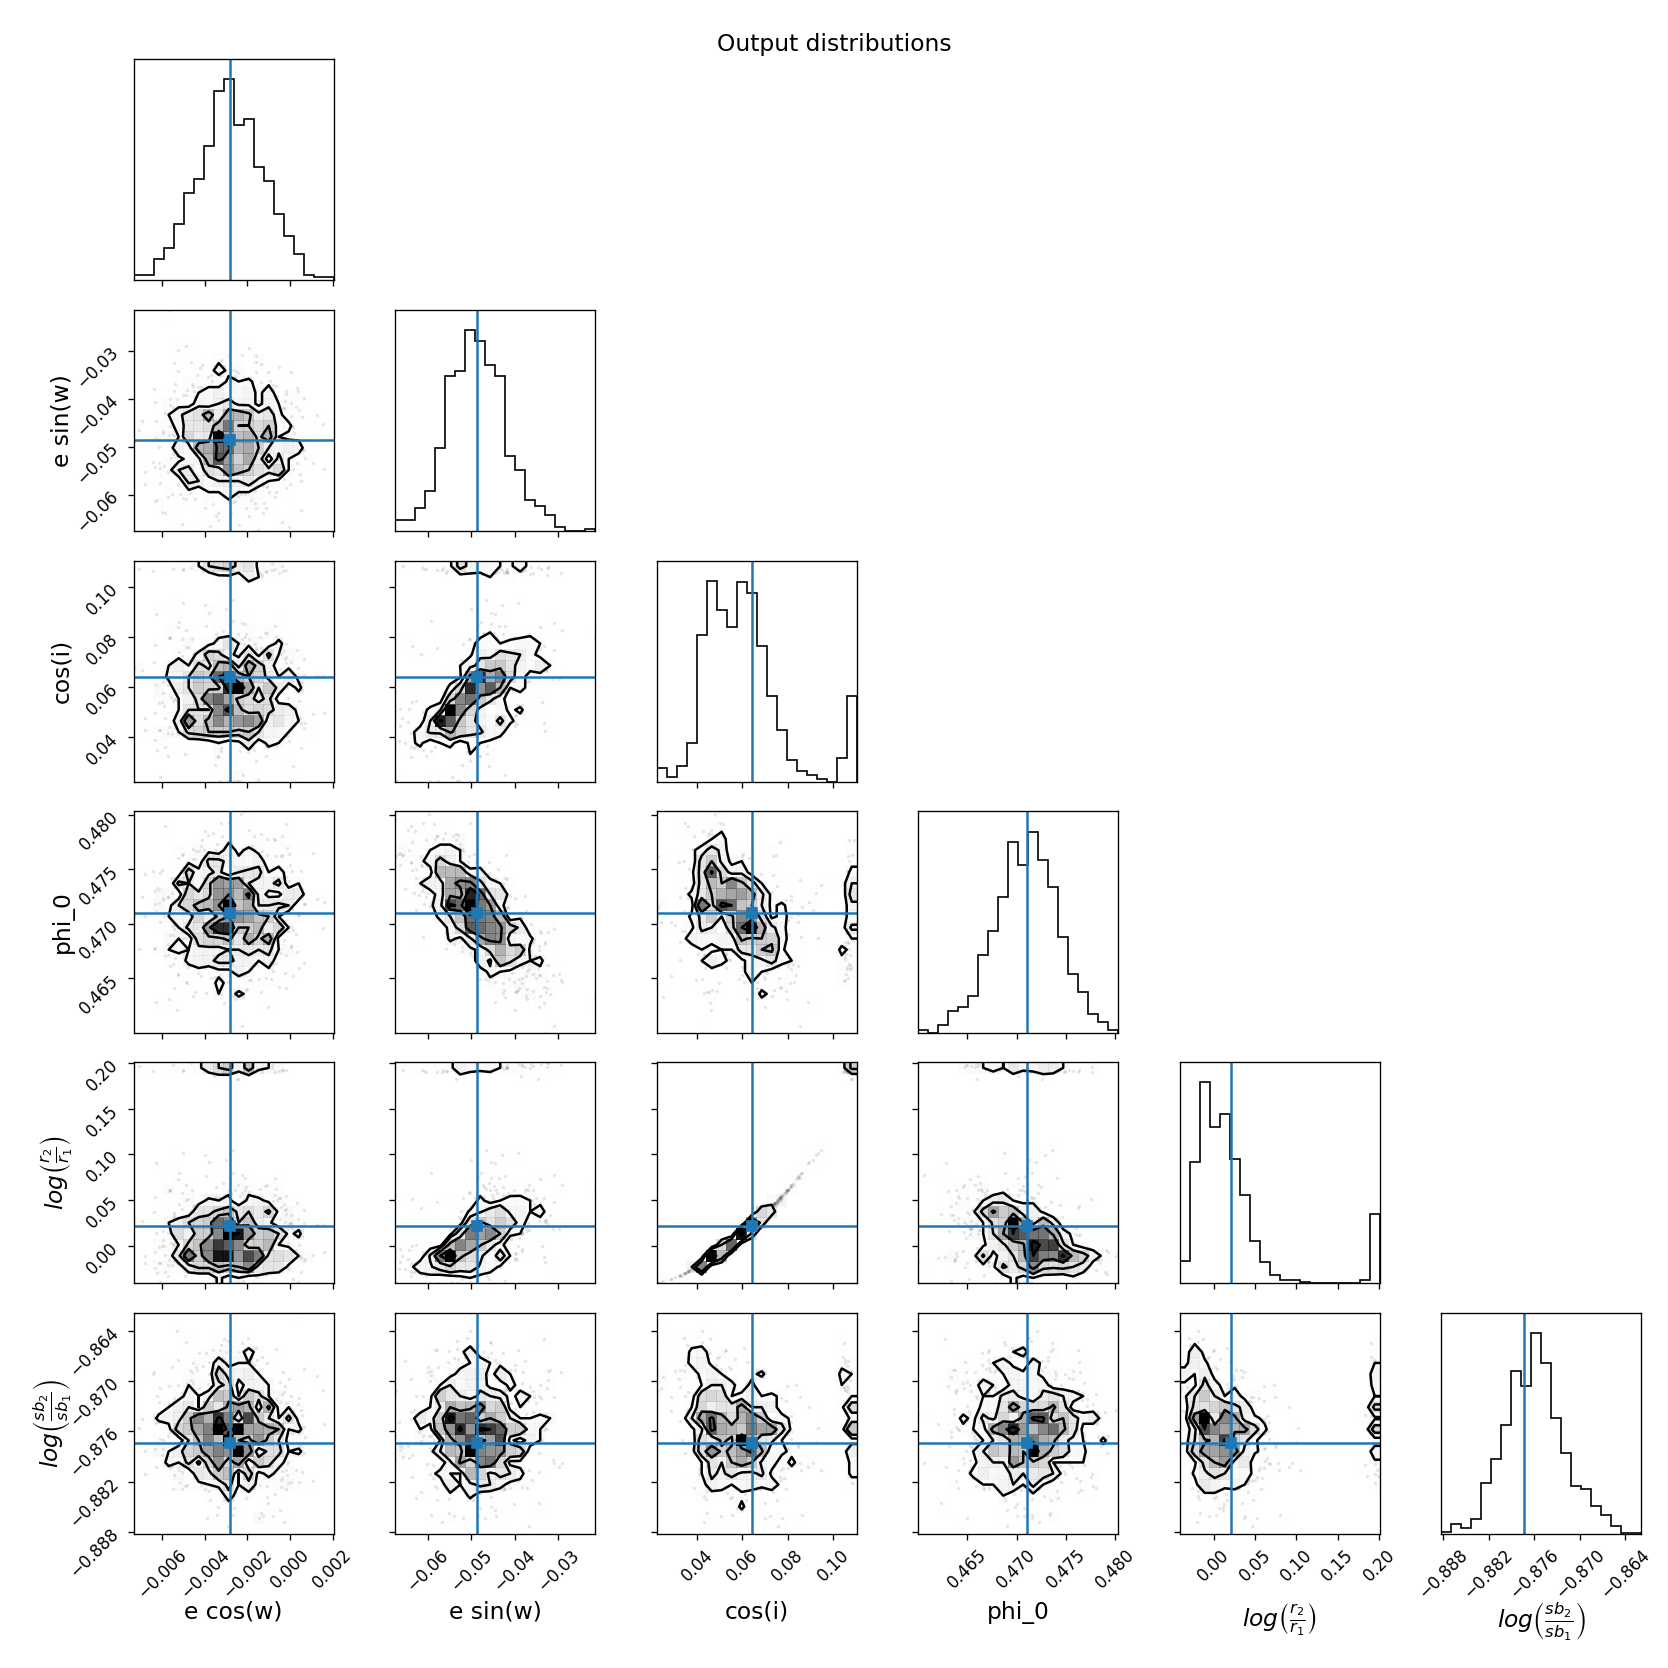 Output distributions
e sin(w)
−0.03
−0.04
−0.05
−0.06
cos(i)
0.10
0.08
0.06
0.04
phi_0
0.480
0.475
0.470
0.465
log(r₂/r₁)
0.20
0.15
0.10
0.05
0.00
log(sb₂/sb₁)
−0.864
−0.870
−0.876
−0.882
−0.888
−0.006 −0.004 −0.002 0.000 0.002
−0.06 −0.05 −0.04 −0.03
0.04 0.06 0.08 0.10
0.465 0.470 0.475 0.480
0.00 0.05 0.10 0.15 0.20
−0.888 −0.882 −0.876 −0.870 −0.864
e cos(w) e sin(w) cos(i) phi_0 log(r₂/r₁) log(sb₂/sb₁)